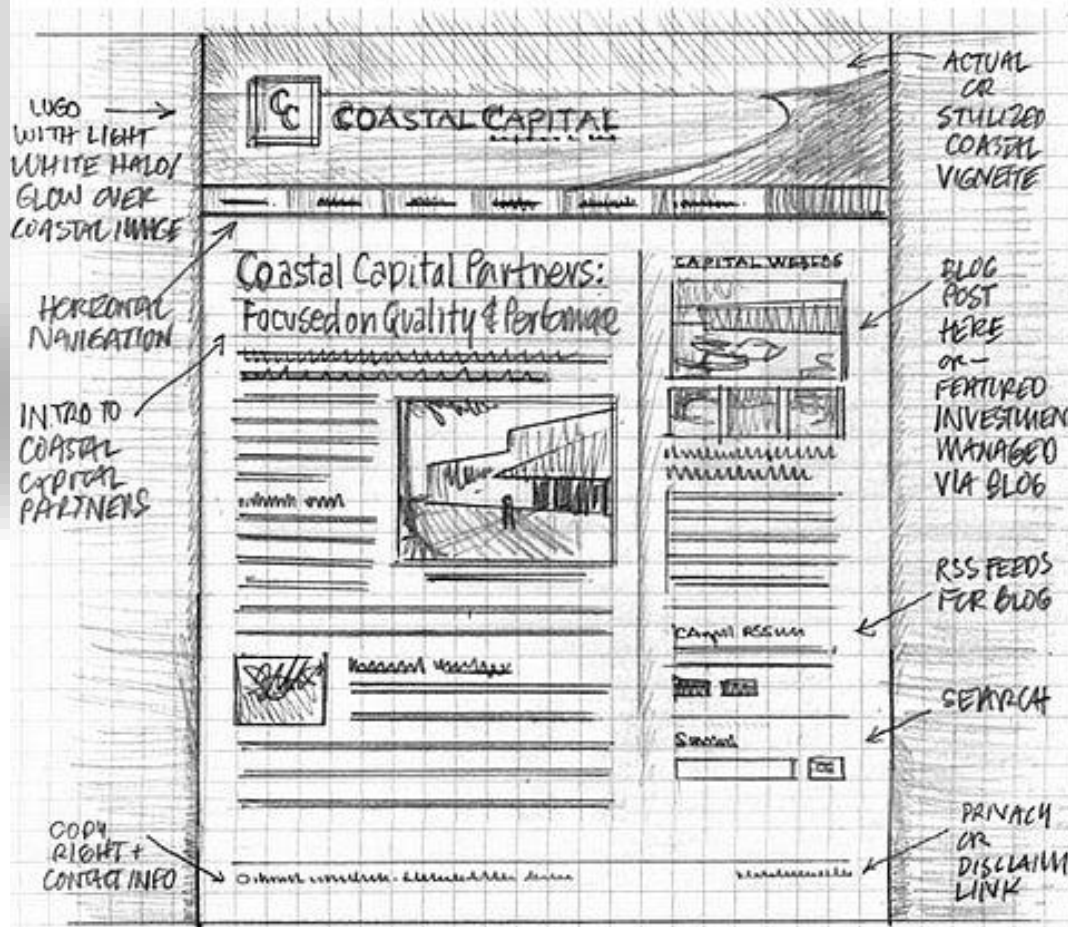 LOGO
WITH LIGHT
WHITE HALO/
GLOW OVER
COASTAL IMAGE
HORIZONTAL
NAVIGATION
INTRO TO
COASTAL
CAPITAL
PARTNERS
COPY
RIGHT +
CONTACT INFO
CC
COASTAL CAPITAL
Coastal Capital Partners:
Focused on Quality & Performance
CAPITAL WEBLOG
Search
ACTUAL
OR
STYLIZED
COASTAL
VIGNETTE
BLOG
POST
HERE
OR—
FEATURED
INVESTMEN
MANAGED
VIA BLOG
RSS FEEDS
FOR BLOG
SEARCH
PRIVACY
OR
DISCLAIM
LINK